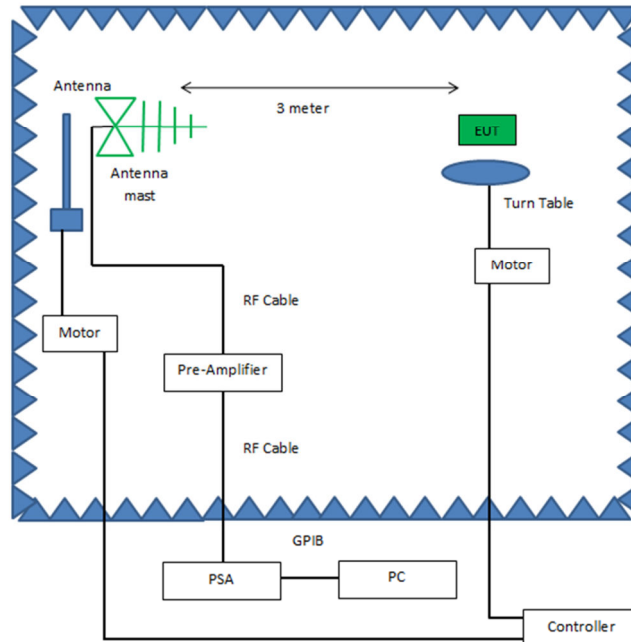 Antenna
3 meter
EUT
Antenna
mast
Turn Table
Motor
RF Cable
Motor
Pre-Amplifier
RF Cable
GPIB
PSA
PC
Controller